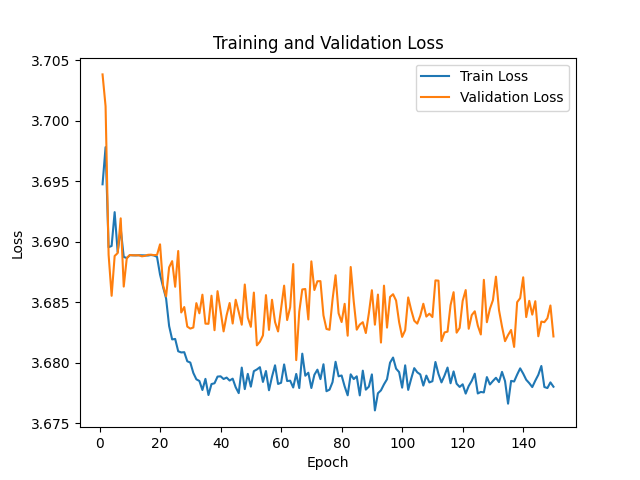 Training and Validation Loss
Train Loss
Validation Loss
3.705
3.700
3.695
3.690
3.685
3.680
3.675
Loss
0 20 40 60 80 100 120 140
Epoch